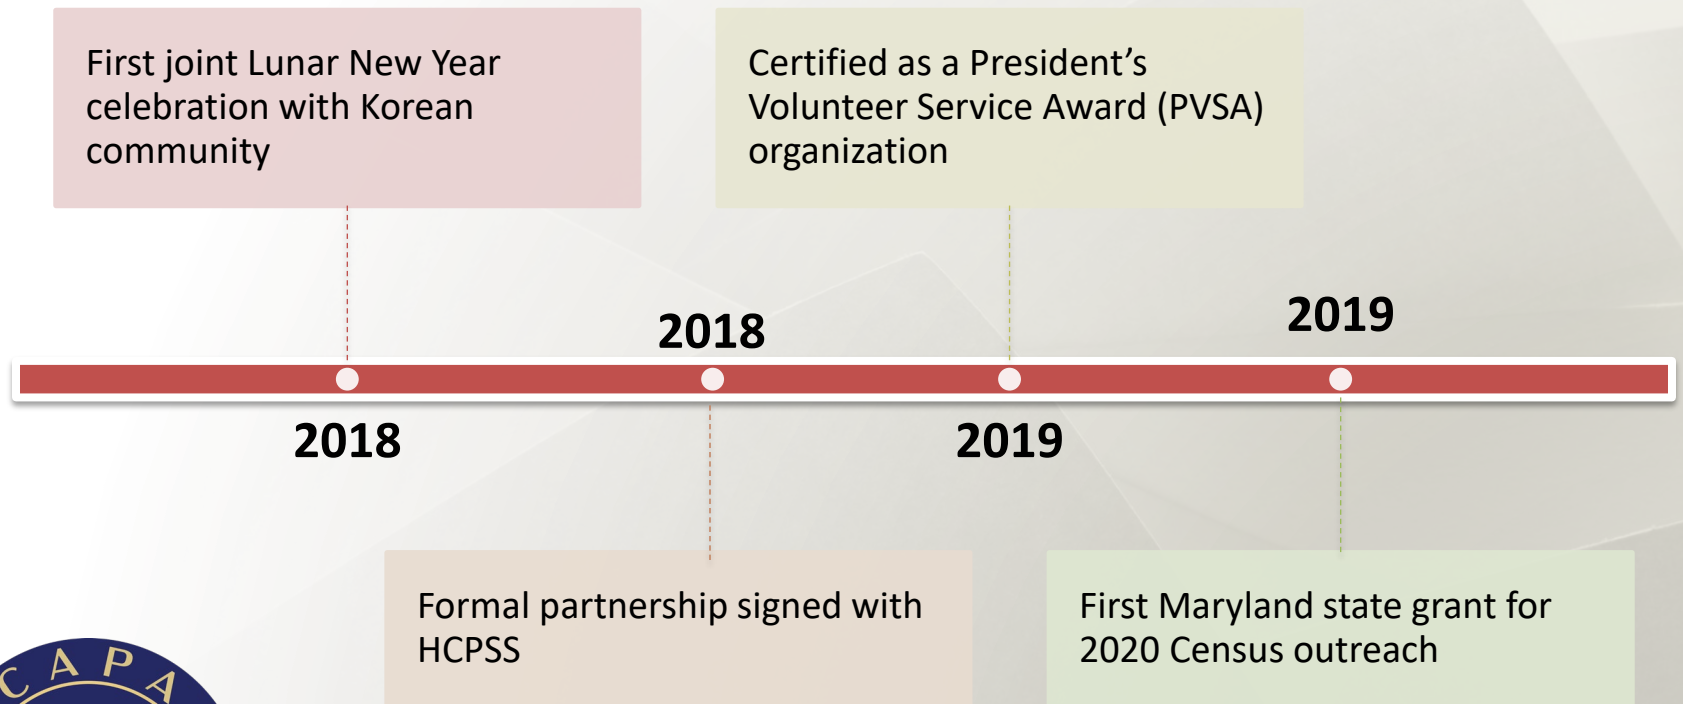 First joint Lunar New Year
celebration with Korean
community
Certified as a President’s
Volunteer Service Award (PVSA)
organization
2018
2019
2018
2019
Formal partnership signed with
HCPSS
First Maryland state grant for
2020 Census outreach
CAPA